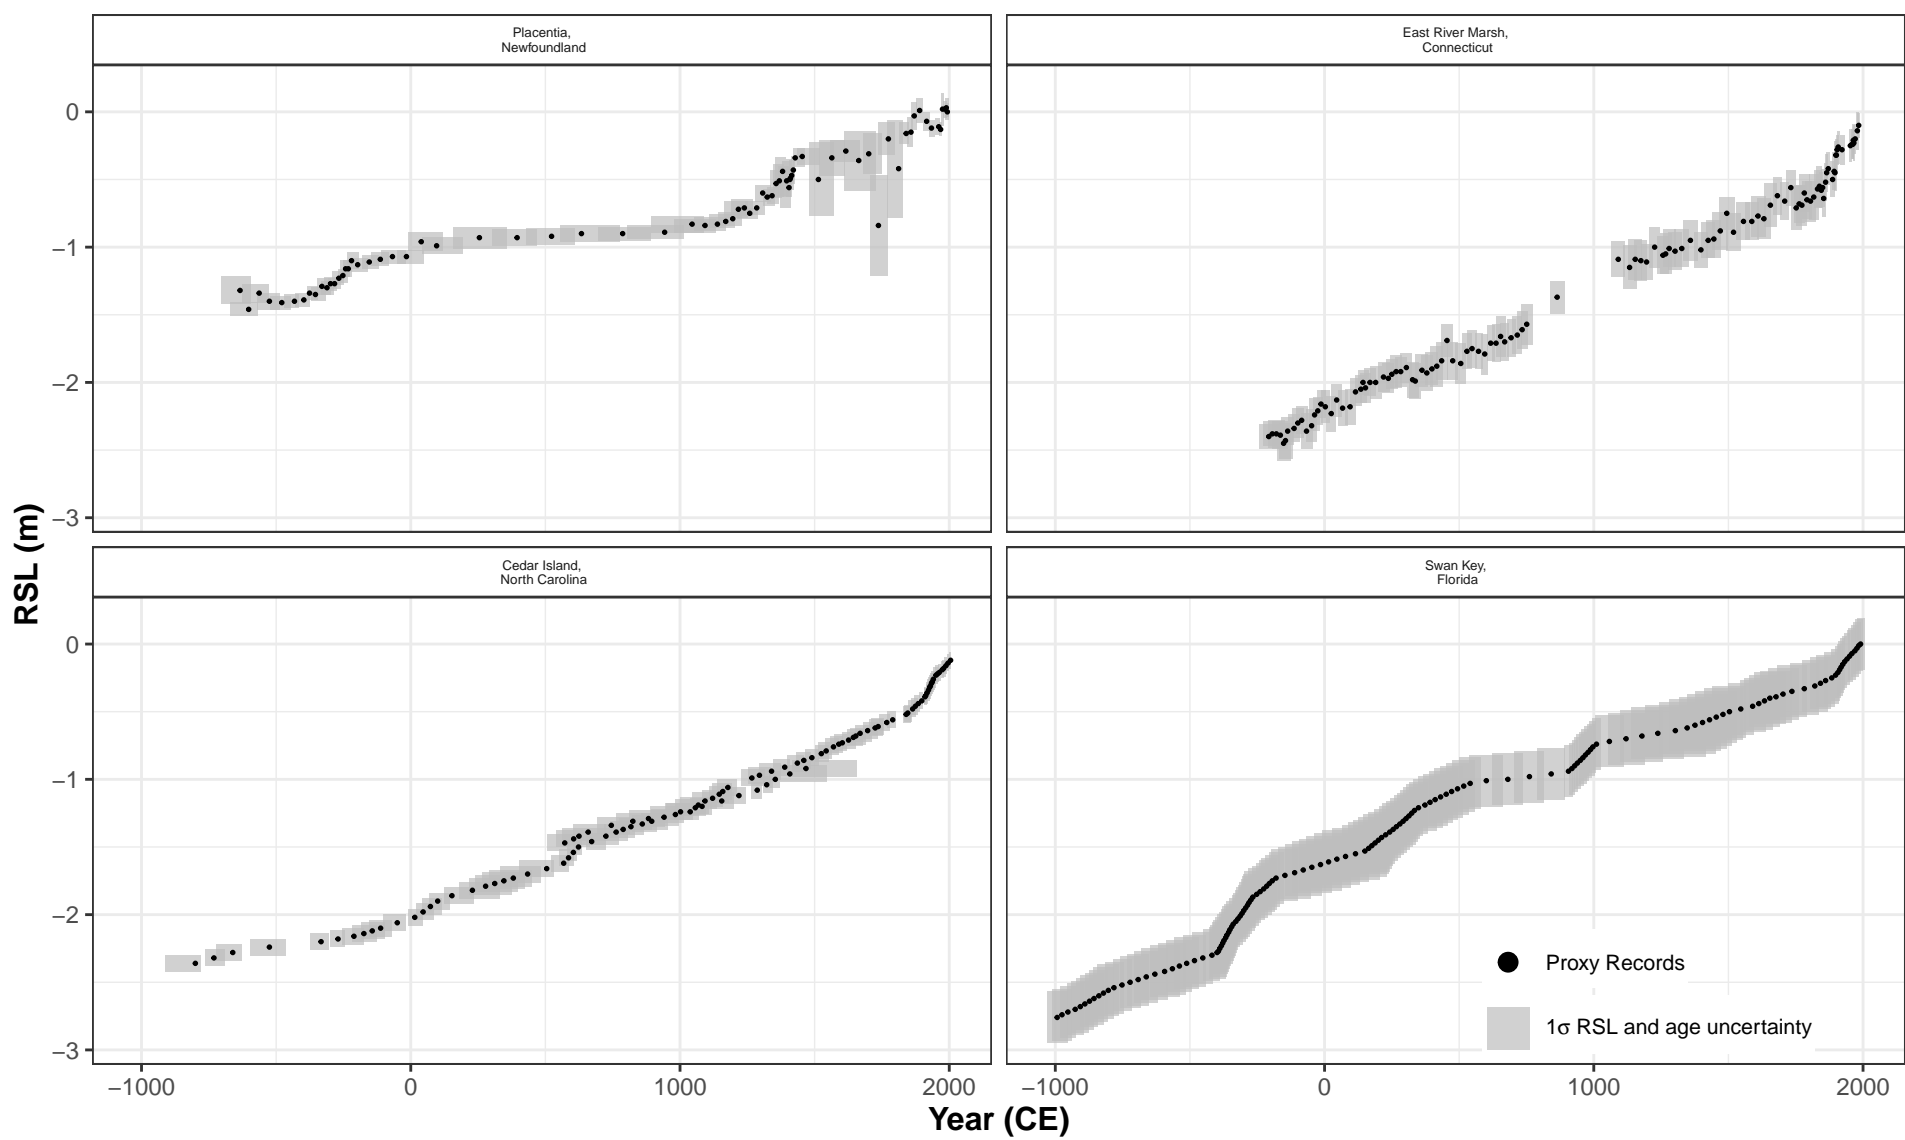 Placentia,
Newfoundland
East River Marsh,
Connecticut
0
−1
−2
−3
RSL (m)
Cedar Island,
North Carolina
Swan Key,
Florida
0
−1
−2
−3
Proxy Records
1σ RSL and age uncertainty
−1000
0
1000
2000
−1000
0
1000
2000
Year (CE)